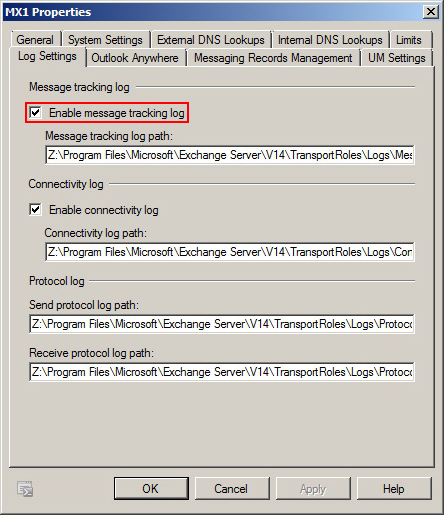 MX1 Properties
General System Settings External DNS Lookups Internal DNS Lookups Limits
Log Settings Outlook Anywhere Messaging Records Management UM Settings
Message tracking log
Enable message tracking log
Message tracking log path:
Z:\Program Files\Microsoft\Exchange Server\V14\TransportRoles\Logs\Mes
Connectivity log
Enable connectivity log
Connectivity log path:
Z:\Program Files\Microsoft\Exchange Server\V14\TransportRoles\Logs\Con
Protocol log
Send protocol log path:
Z:\Program Files\Microsoft\Exchange Server\V14\TransportRoles\Logs\Protoco
Receive protocol log path:
Z:\Program Files\Microsoft\Exchange Server\V14\TransportRoles\Logs\Protoco
OK Cancel Apply Help